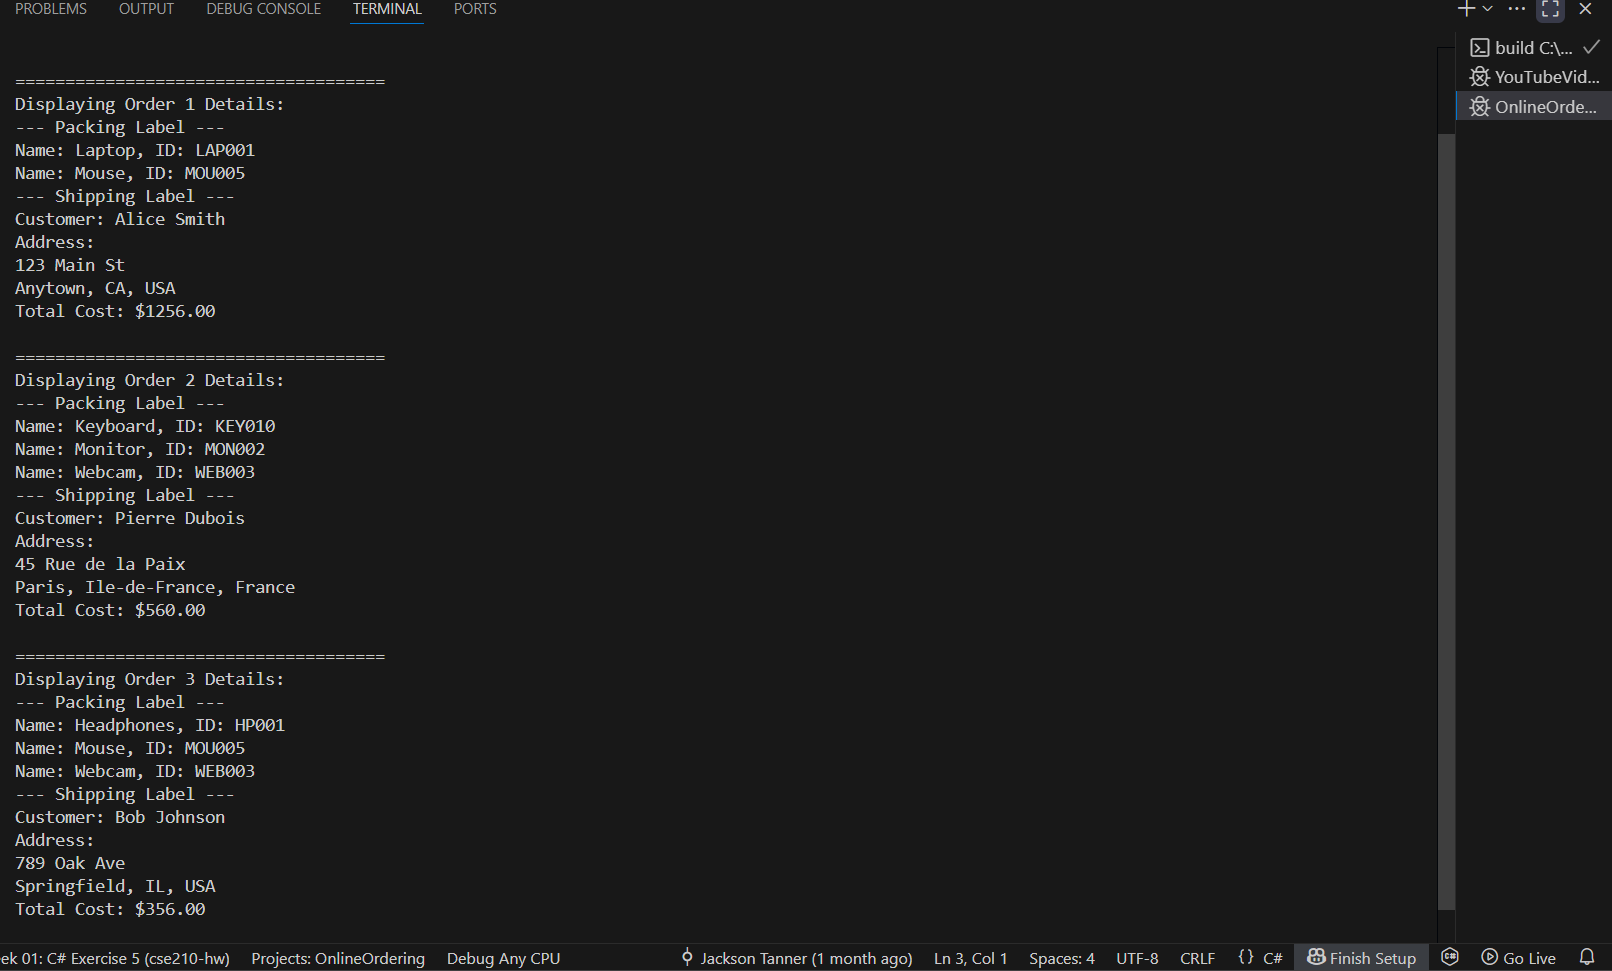 PROBLEMS OUTPUT DEBUG CONSOLE TERMINAL PORTS
build C:\... 
YouTubeVid...
OnlineOrde...
=====================================
Displaying Order 1 Details:
--- Packing Label ---
Name: Laptop, ID: LAP001
Name: Mouse, ID: MOU005
--- Shipping Label ---
Customer: Alice Smith
Address:
123 Main St
Anytown, CA, USA
Total Cost: $1256.00
=====================================
Displaying Order 2 Details:
--- Packing Label ---
Name: Keyboard, ID: KEY010
Name: Monitor, ID: MON002
Name: Webcam, ID: WEB003
--- Shipping Label ---
Customer: Pierre Dubois
Address:
45 Rue de la Paix
Paris, Ile-de-France, France
Total Cost: $560.00
=====================================
Displaying Order 3 Details:
--- Packing Label ---
Name: Headphones, ID: HP001
Name: Mouse, ID: MOU005
Name: Webcam, ID: WEB003
--- Shipping Label ---
Customer: Bob Johnson
Address:
789 Oak Ave
Springfield, IL, USA
Total Cost: $356.00
ek 01: C# Exercise 5 (cse210-hw) Projects: OnlineOrdering Debug Any CPU Jackson Tanner (1 month ago) Ln 3, Col 1 Spaces: 4 UTF-8 CRLF {} C# Finish Setup Go Live